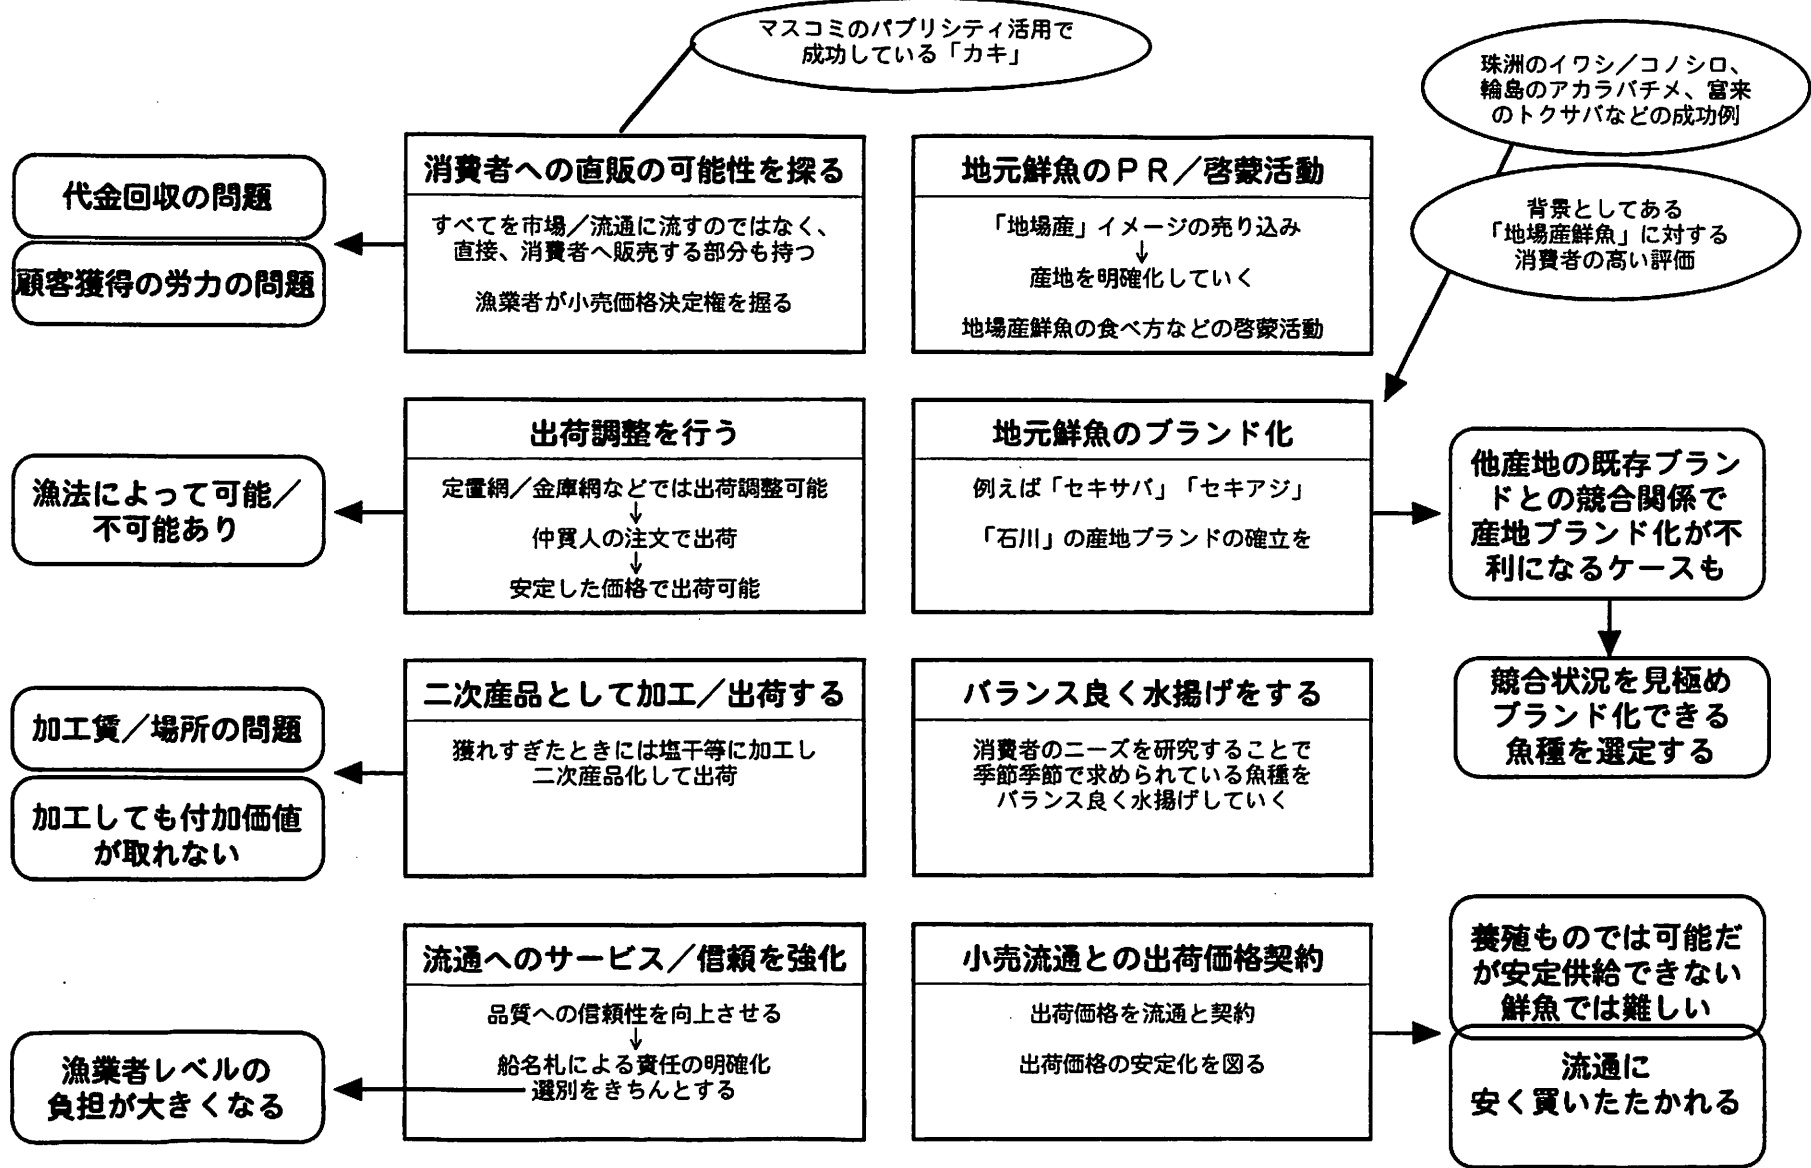 マスコミのパブリシティ活用で
成功している「カキ」
珠洲のイワシ／コノシロ、
輪島のアカラバチメ、富来
のトクサバなどの成功例
背景としてある
「地場産鮮魚」に対する
消費者の高い評価
代金回収の問題
顧客獲得の労力の問題
消費者への直販の可能性を探る
すべてを市場／流通に流すのではなく、
直接、消費者へ販売する部分も持つ
漁業者が小売価格決定権を握る
地元鮮魚のＰＲ／啓蒙活動
「地場産」イメージの売り込み
↓
産地を明確化していく
地場産鮮魚の食べ方などの啓蒙活動
漁法によって可能／
不可能あり
出荷調整を行う
定置網／金庫網などでは出荷調整可能
↓
仲買人の注文で出荷
↓
安定した価格で出荷可能
地元鮮魚のブランド化
例えば「セキサバ」「セキアジ」
「石川」の産地ブランドの確立を
他産地の既存ブラン
ドとの競合関係で
産地ブランド化が不
利になるケースも
競合状況を見極め
ブランド化できる
魚種を選定する
加工賃／場所の問題
加工しても付加価値
が取れない
二次産品として加工／出荷する
獲れすぎたときには塩干等に加工し
二次産品化して出荷
バランス良く水揚げをする
消費者のニーズを研究することで
季節季節で求められている魚種を
バランス良く水揚げしていく
漁業者レベルの
負担が大きくなる
流通へのサービス／信頼を強化
品質への信頼性を向上させる
↓
船名札による責任の明確化
選別をきちんとする
小売流通との出荷価格契約
出荷価格を流通と契約
出荷価格の安定化を図る
養殖ものでは可能だ
が安定供給できない
鮮魚では難しい
流通に
安く買いたたかれる